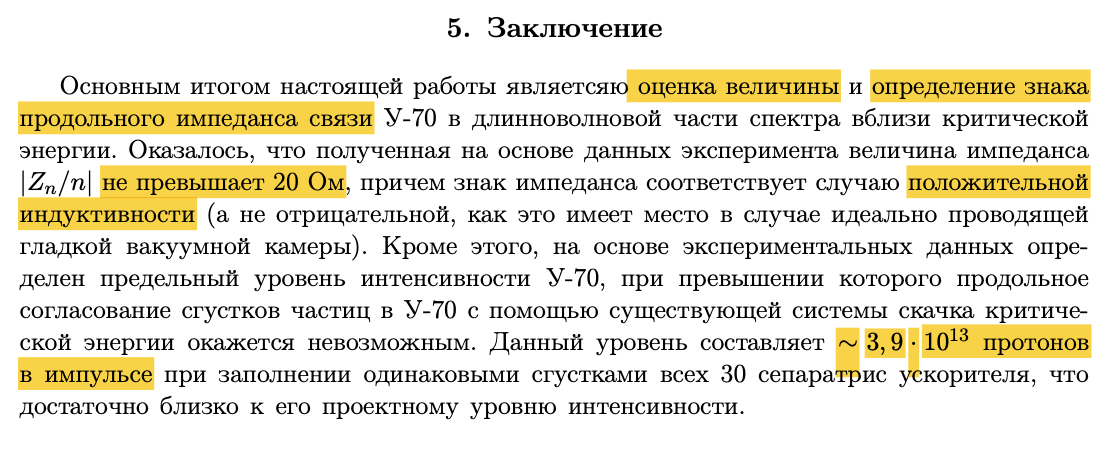 5. Заключение
Основным итогом настоящей работы являетсяю оценка величины и определение знака
продольного импеданса связи У-70 в длинноволновой части спектра вблизи критической
энергии. Оказалось, что полученная на основе данных эксперимента величина импеданса
|Zₙ/n| не превышает 20 Ом, причем знак импеданса соответствует случаю положительной
индуктивности (а не отрицательной, как это имеет место в случае идеально проводящей
гладкой вакуумной камеры). Кроме этого, на основе экспериментальных данных опре-
делен предельный уровень интенсивности У-70, при превышении которого продольное
согласование сгустков частиц в У-70 с помощью существующей системы скачка критиче-
ской энергии окажется невозможным. Данный уровень составляет ∼ 3, 9 · 10¹³ протонов
в импульсе при заполнении одинаковыми сгустками всех 30 сепаратрис ускорителя, что
достаточно близко к его проектному уровню интенсивности.